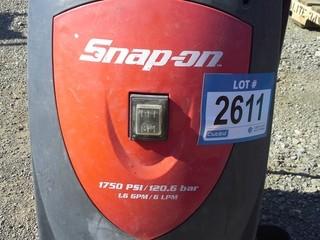 Snap-on
LOT #
2611
1750 PSI/120.6 bar
1.6 GPM/6 LPM